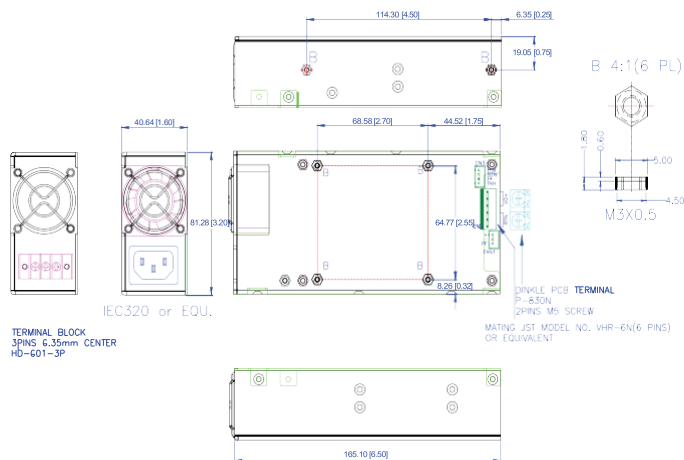 114.30 [4.50]
6.35 [0.25]
19.05 [0.75]
B
B
B 4:1(6 PL)
40.64 [1.60]
68.58 [2.70]
44.52 [1.75]
1.80
0.60
5.00
4.50
M3X0.5
81.28 [3.20]
64.77 [2.55]
8.26 [0.32]
B
B
B
B
IEC320 or EQU.
DINKLE PCB TERMINAL
P-830N
2PINS M5 SCREW
MATING JST MODEL NO. VHR-6N(6 PINS)
OR EQUIVALENT
TERMINAL BLOCK
3PINS 6.35mm CENTER
HD-601-3P
165.10 [6.50]